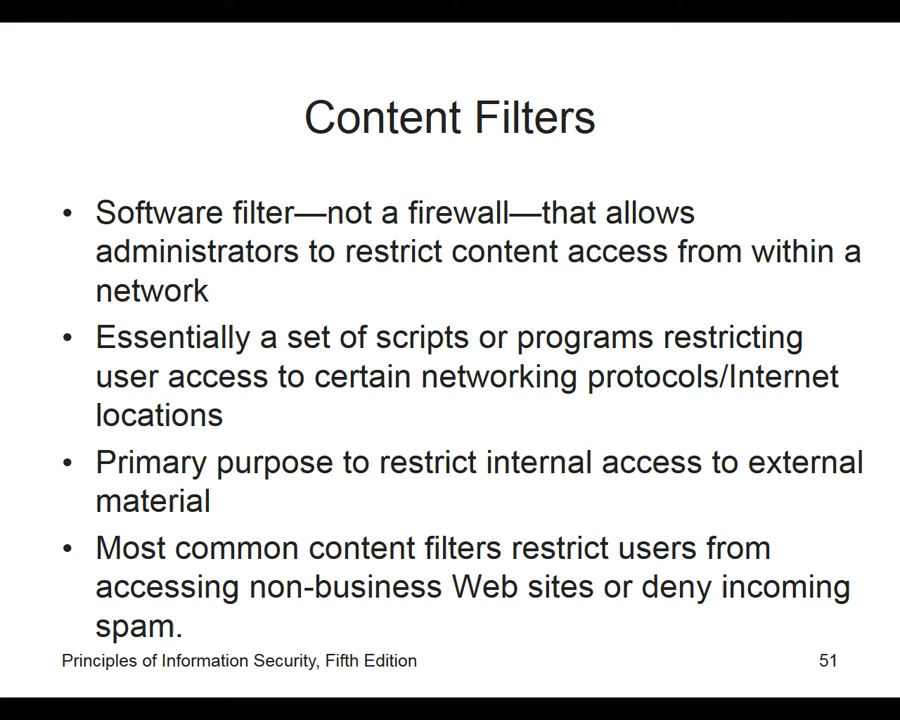 Content Filters
• Software filter—not a firewall—that allows
administrators to restrict content access from within a
network
• Essentially a set of scripts or programs restricting
user access to certain networking protocols/Internet
locations
• Primary purpose to restrict internal access to external
material
• Most common content filters restrict users from
accessing non-business Web sites or deny incoming
spam.
Principles of Information Security, Fifth Edition 51